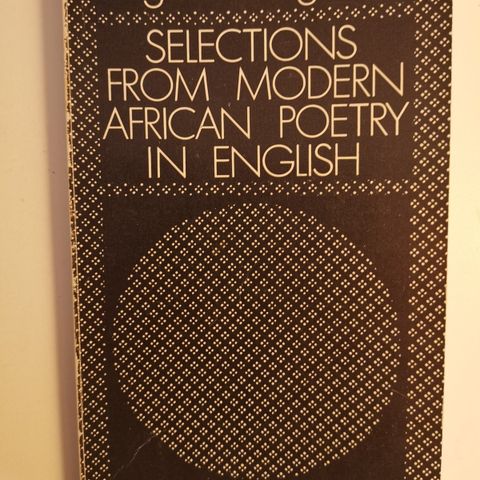 SELECTIONS
FROM MODERN
AFRICAN POETRY
IN ENGLISH